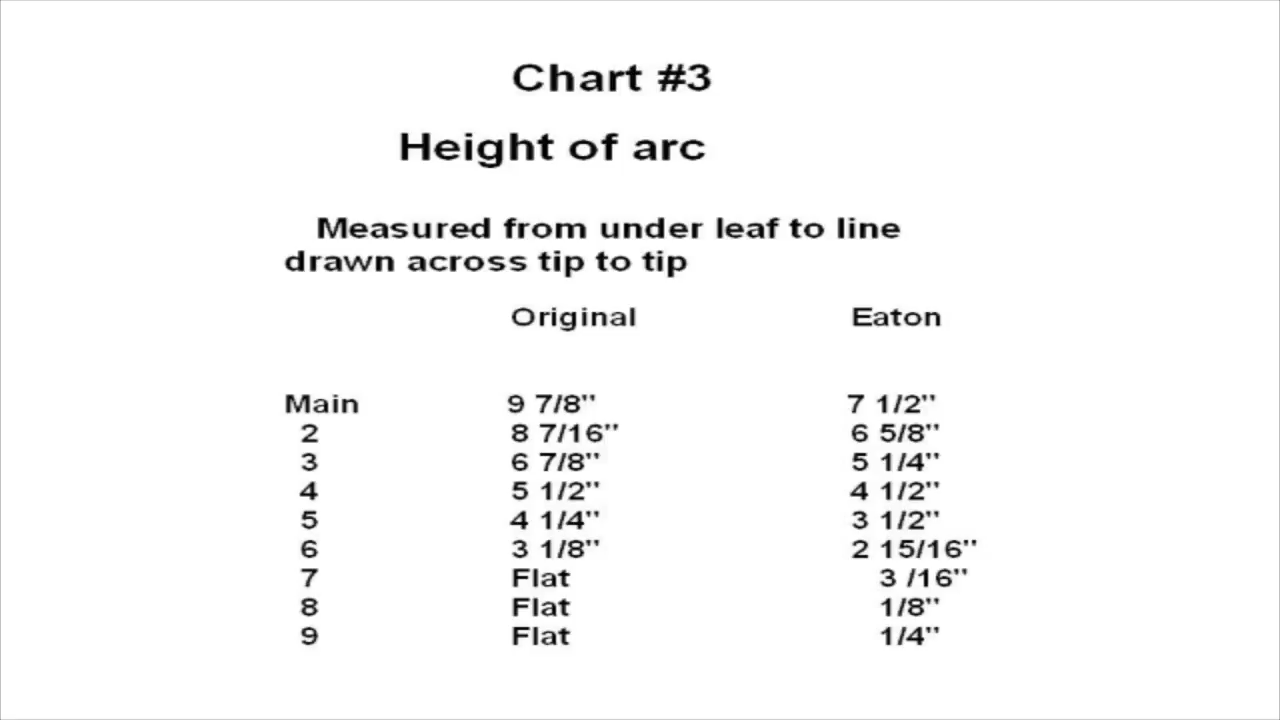 Chart #3
Height of arc
Measured from under leaf to line
drawn across tip to tip
Original Eaton
Main 9 7/8" 7 1/2"
2 8 7/16" 6 5/8"
3 6 7/8" 5 1/4"
4 5 1/2" 4 1/2"
5 4 1/4" 3 1/2"
6 3 1/8" 2 15/16"
7 Flat 3 /16"
8 Flat 1/8"
9 Flat 1/4"